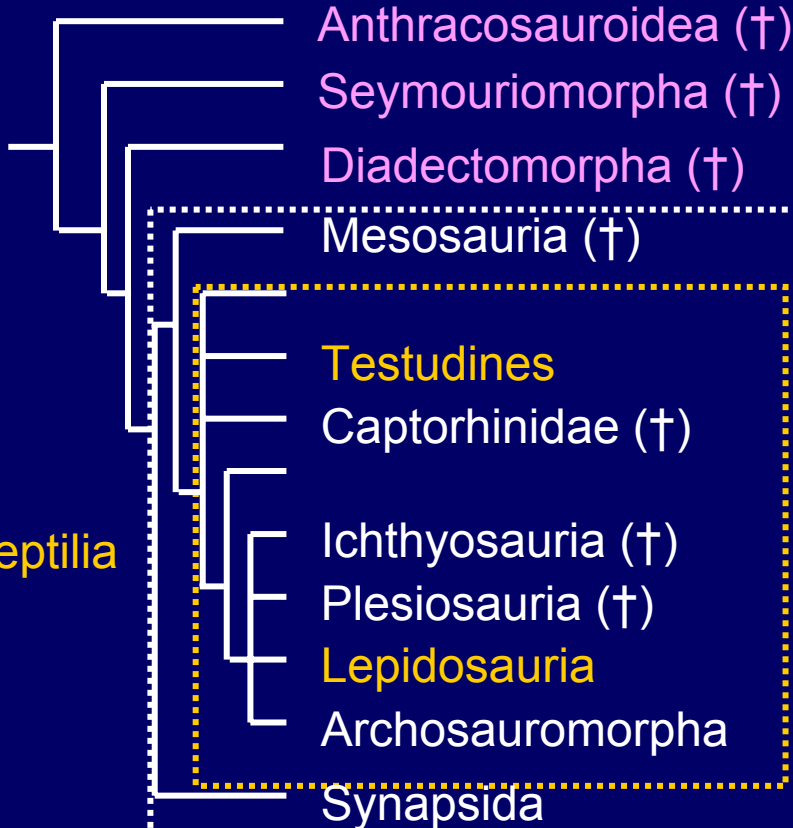 Anthracosauroidea (†)
Seymouriomorpha (†)
Diadectomorpha (†)
Mesosauria (†)
Testudines
Captorhinidae (†)
eptilia
Ichthyosauria (†)
Plesiosauria (†)
Lepidosauria
Archosauromorpha
Synapsida